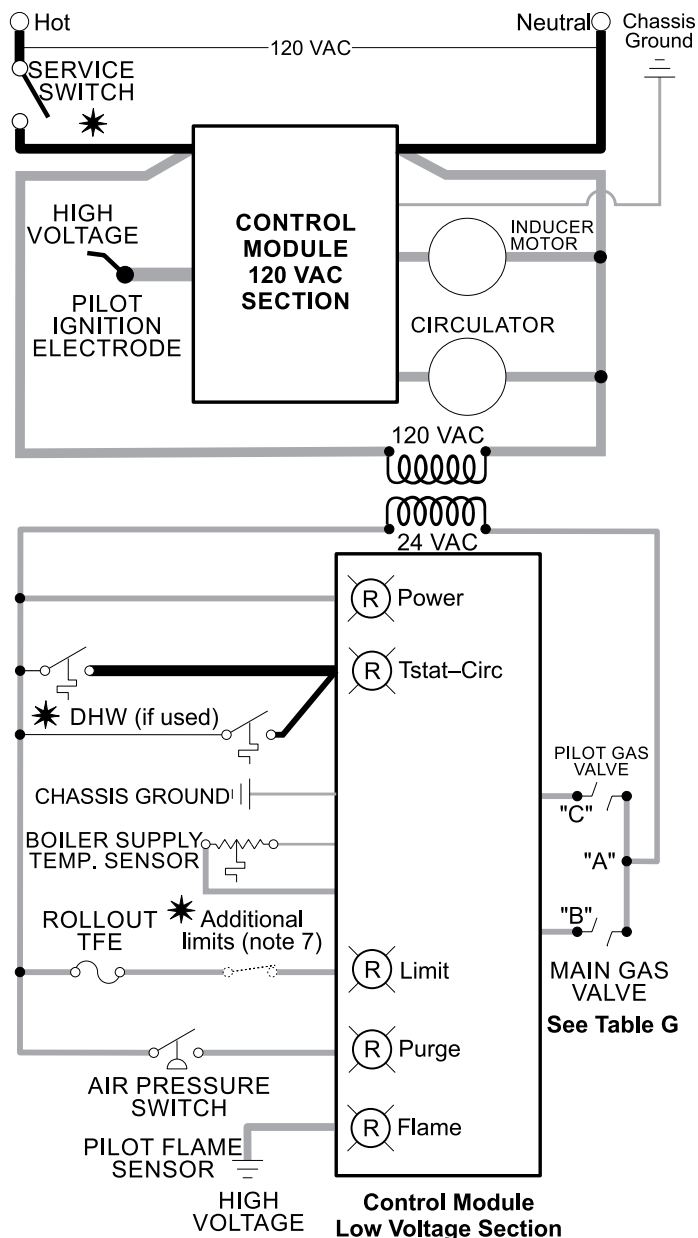 Hot
Neutral
Chassis
Ground
120 VAC
SERVICE
SWITCH
HIGH
VOLTAGE
PILOT
IGNITION
ELECTRODE
CONTROL
MODULE
120 VAC
SECTION
INDUCER
MOTOR
CIRCULATOR
120 VAC
24 VAC
R Power
R Tstat–Circ
DHW (if used)
CHASSIS GROUND
BOILER SUPPLY
TEMP. SENSOR
Additional
limits (note 7)
ROLLOUT
TFE
R Limit
R Purge
AIR PRESSURE
SWITCH
R Flame
PILOT FLAME
SENSOR
HIGH
VOLTAGE
PILOT GAS
VALVE
"C"
"A"
"B"
MAIN GAS
VALVE
See Table G
Control Module
Low Voltage Section